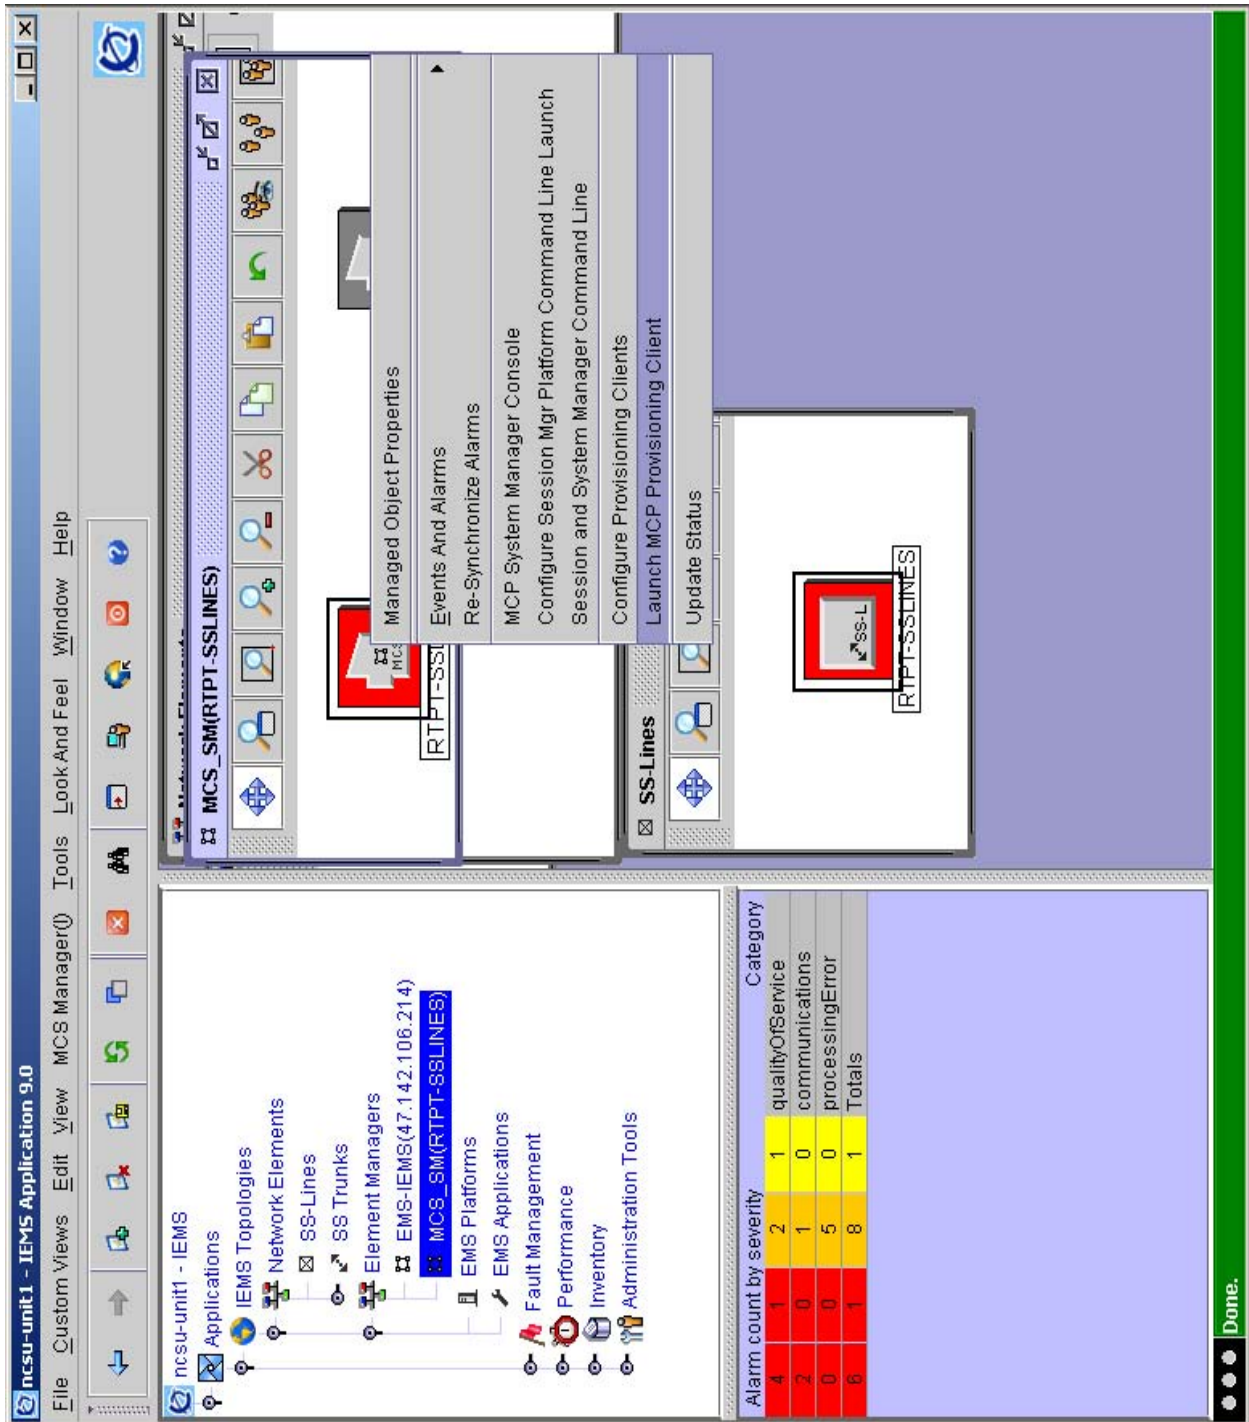 ncsu-unit1 - IEMS Application 9.0
File Custom Views Edit View MCS Manager(J) Tools Look And Feel Window Help
ncsu-unit1 - IEMS
Applications
IEMS Topologies
Network Elements
SS-Lines
SS Trunks
Element Managers
EMS-IEMS(47.142.106.214)
MCS_SM(RTPT-SSLINES)
EMS Platforms
EMS Applications
Fault Management
Performance
Inventory
Administration Tools
Alarm count by severity Category
4 1 2 1 qualityOfService
2 0 1 0 communications
0 0 5 0 processingError
6 1 8 1 Totals
MCS_SM(RTPT-SSLINES)
MCS
RTPT-SSL
Managed Object Properties
Events And Alarms
Re-Synchronize Alarms
MCP System Manager Console
Configure Session Mgr Platform Command Line Launch
Session and System Manager Command Line
Configure Provisioning Clients
Launch MCP Provisioning Client
Update Status
SS-Lines
SS-L
RTPT-SSLINES
Done.